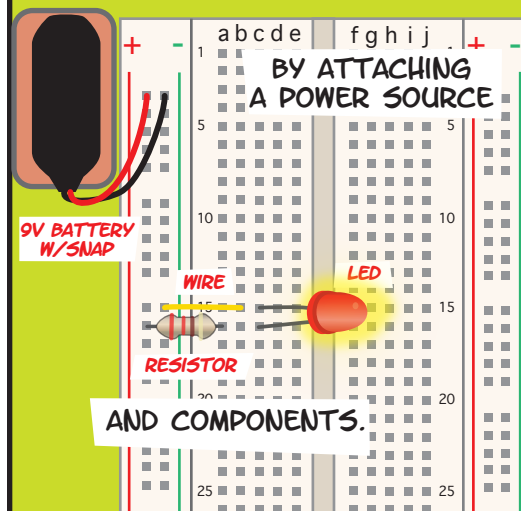 a b c d e
f g h i j
+ -
+ -
1
1
BY ATTACHING
A POWER SOURCE
5
5
10
10
9V BATTERY
W/SNAP
WIRE
LED
15
15
RESISTOR
20
20
AND COMPONENTS.
25
25